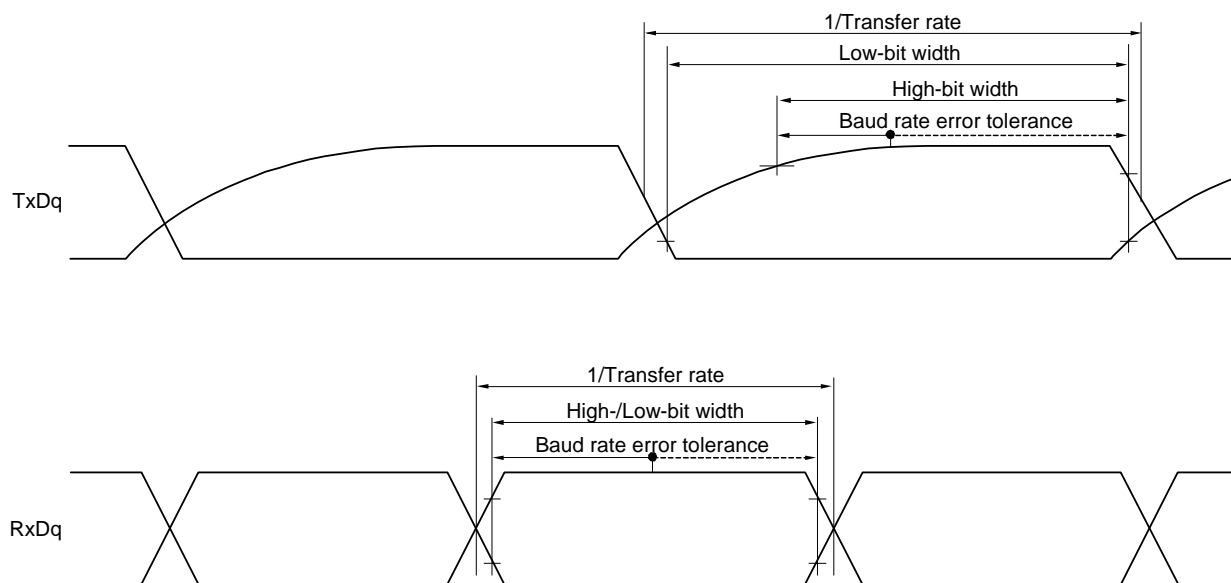 1/Transfer rate
Low-bit width
High-bit width
Baud rate error tolerance
TxDq
1/Transfer rate
High-/Low-bit width
Baud rate error tolerance
RxDq